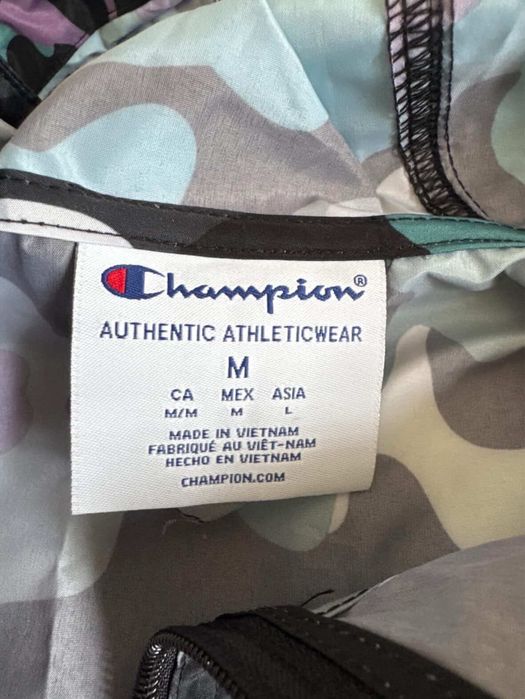 Champion®
AUTHENTIC ATHLETICWEAR
M
CA MEX ASIA
M/M M L
MADE IN VIETNAM
FABRIQUÉ AU VIÊT-NAM
HECHO EN VIETNAM
CHAMPION.COM